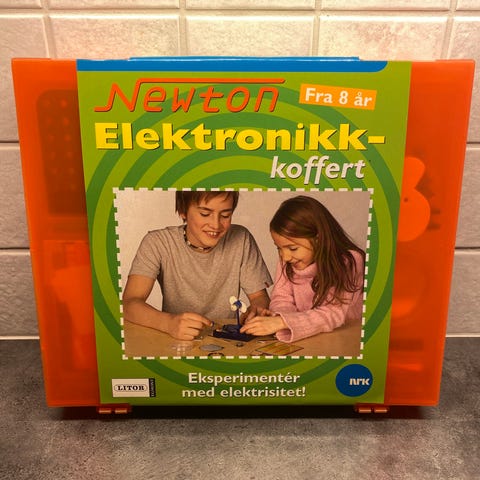 Newton
Fra 8 år
Elektronikk-
koffert
Eksperimentér
med elektrisitet!
LITOR
NRK